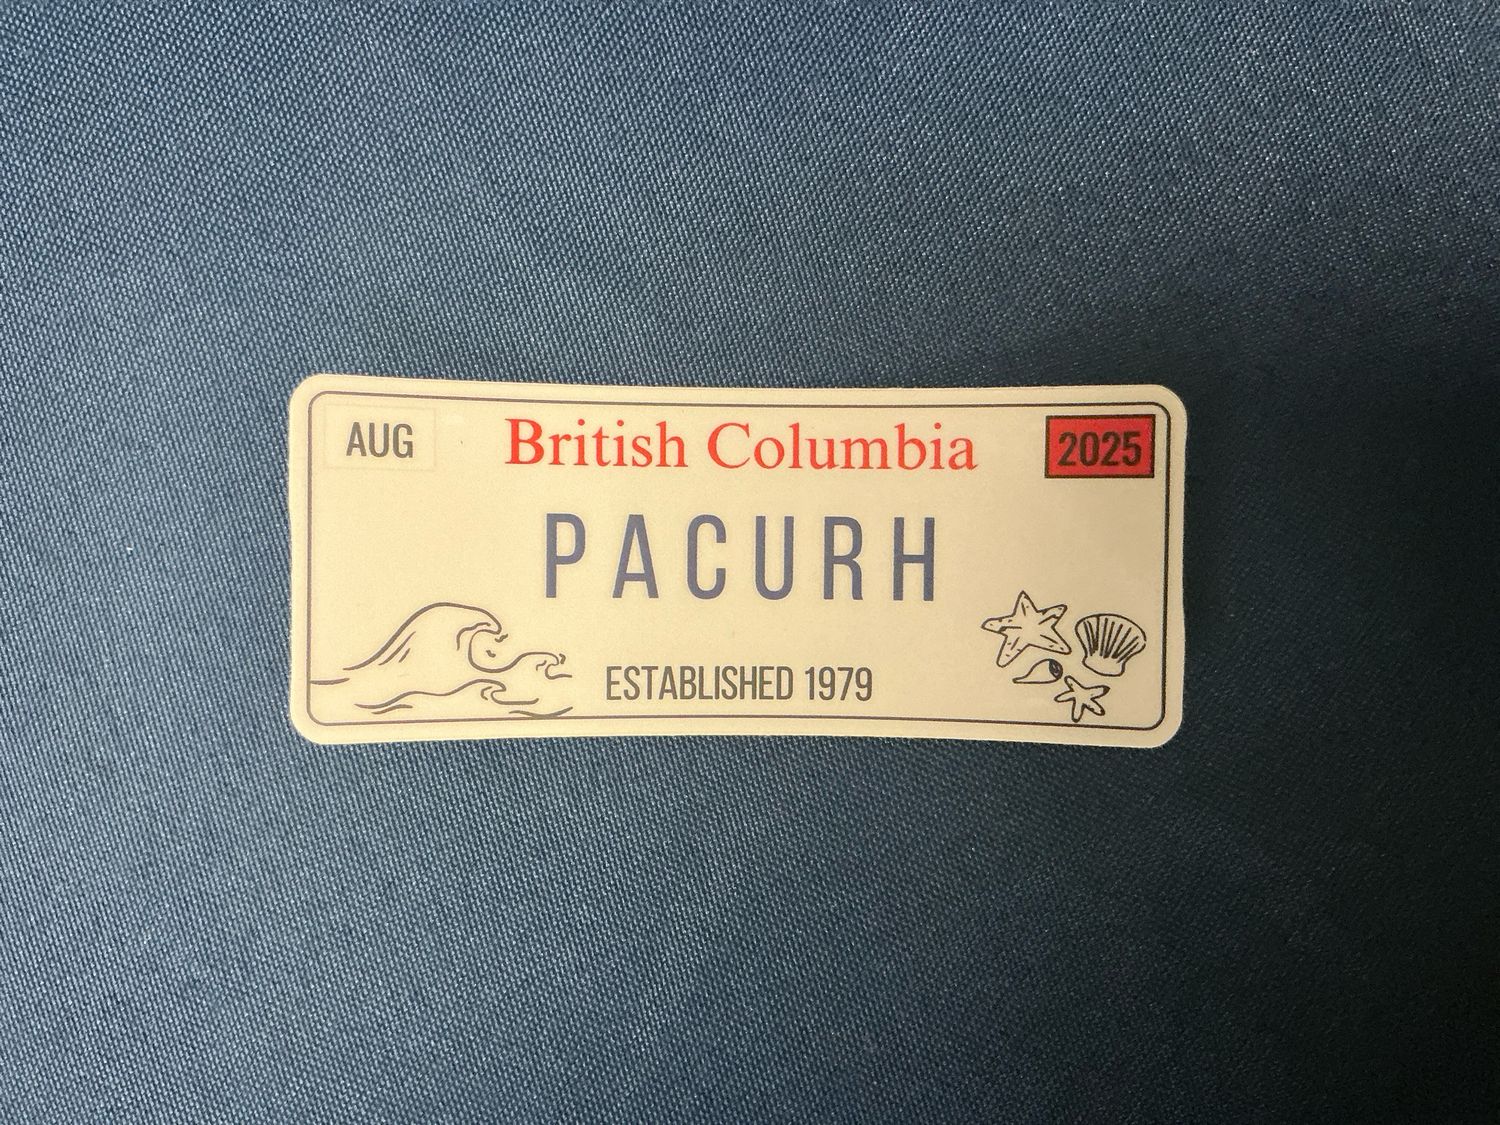 AUG
British Columbia
2025
PACURH
ESTABLISHED 1979